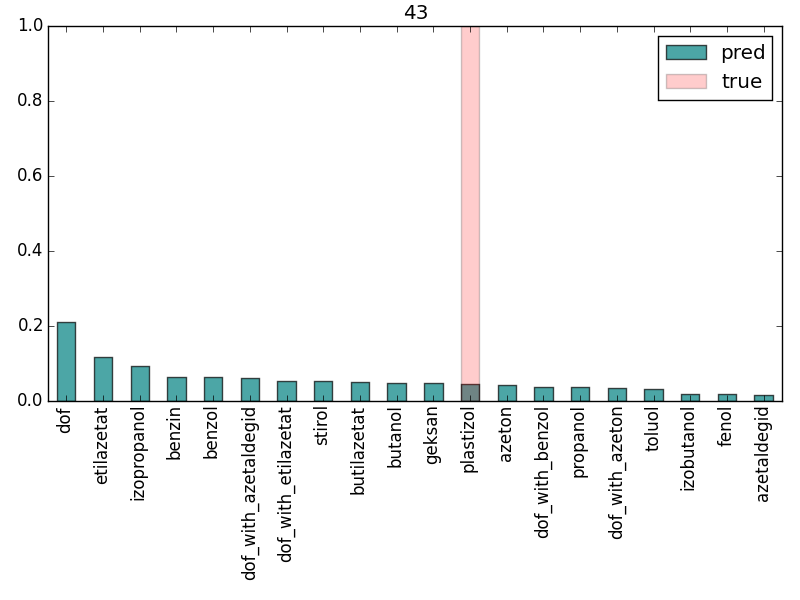 43
1.0
0.8
0.6
0.4
0.2
0.0
pred
true
dof
etilazetat
izopropanol
benzin
benzol
dof_with_azetaldegid
dof_with_etilazetat
stirol
butilazetat
butanol
geksan
plastizol
azeton
dof_with_benzol
propanol
dof_with_azeton
toluol
izobutanol
fenol
azetaldegid